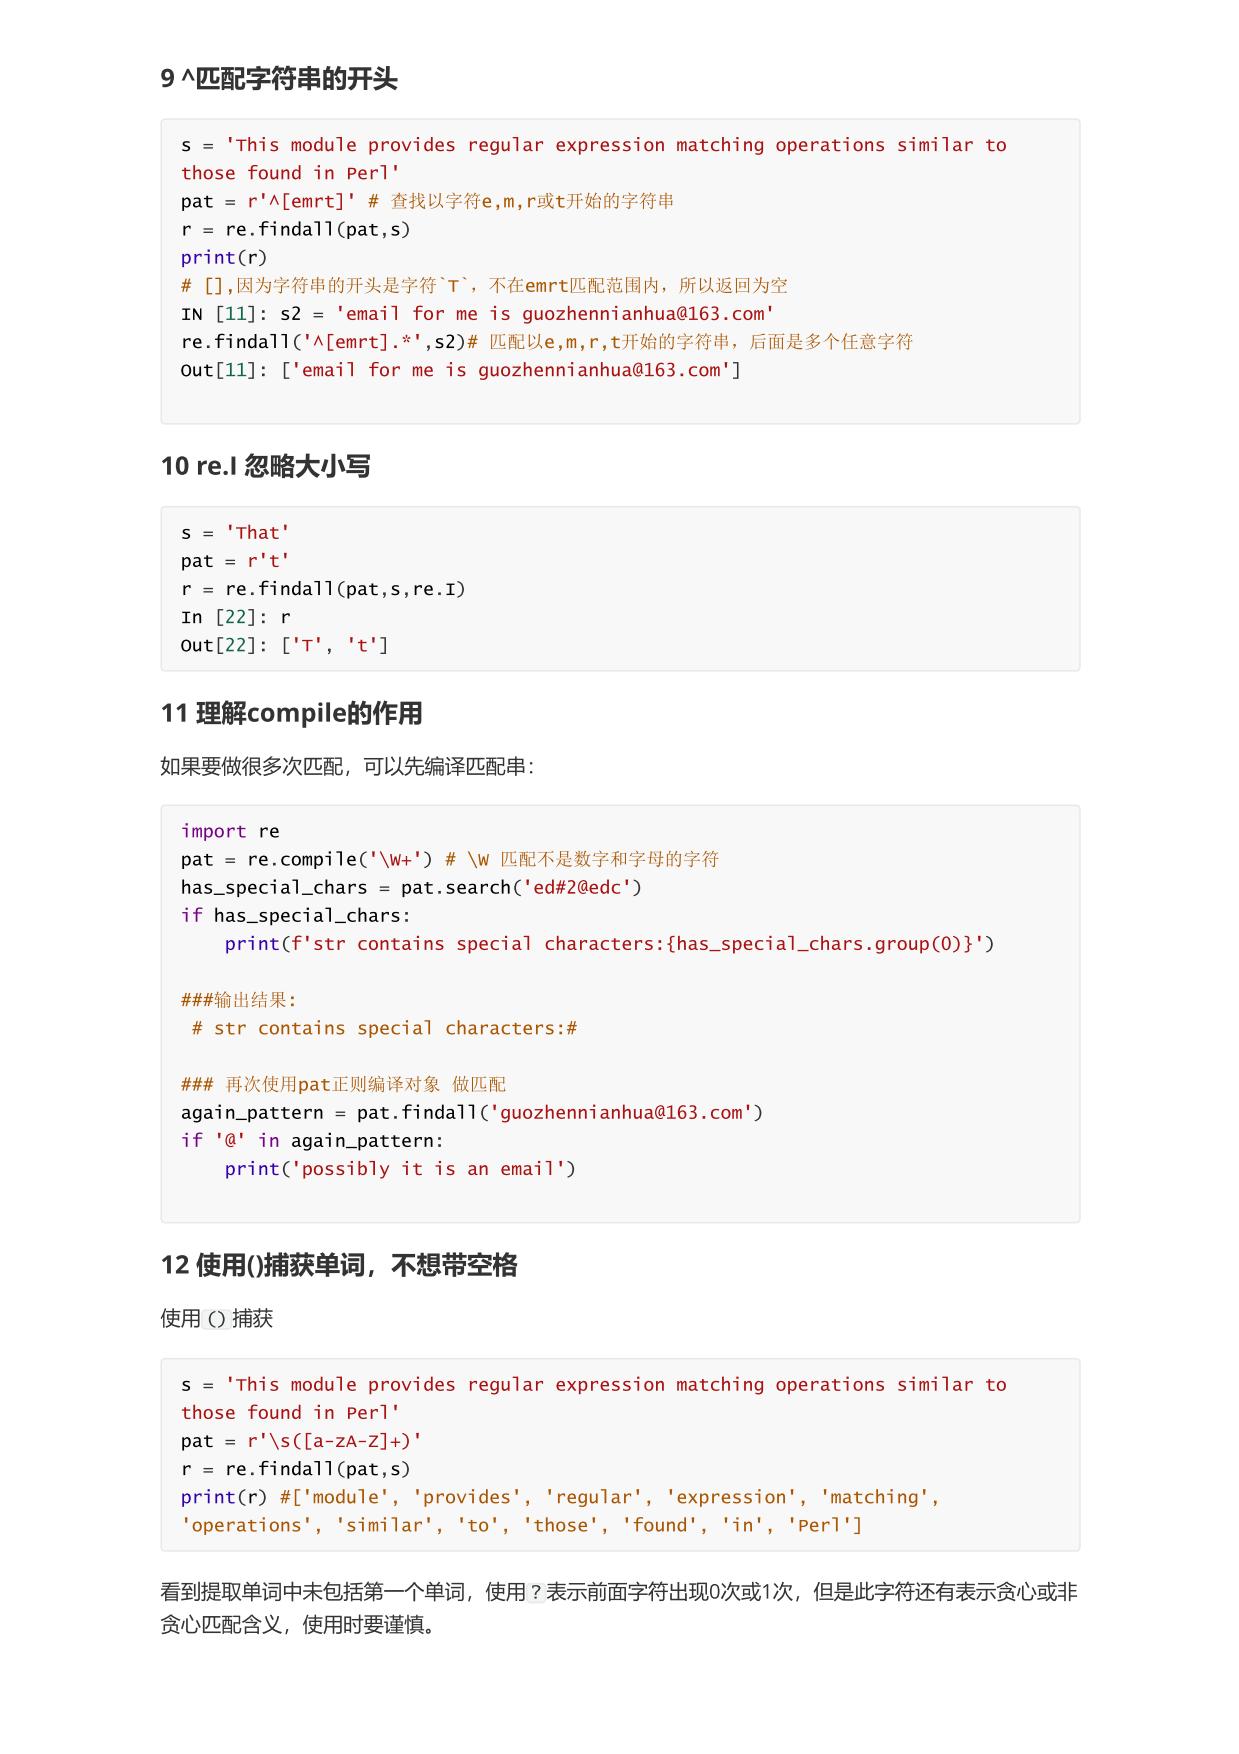 9 ^匹配字符串的开头
s = 'This module provides regular expression matching operations similar to
those found in Perl'
pat = r'^[emrt]' # 查找以字符e,m,r或t开始的字符串
r = re.findall(pat,s)
print(r)
# [],因为字符串的开头是字符`T`，不在emrt匹配范围内，所以返回为空
IN [11]: s2 = 'email for me is guozhennianhua@163.com'
re.findall('^[emrt].*',s2)# 匹配以e,m,r,t开始的字符串，后面是多个任意字符
Out[11]: ['email for me is guozhennianhua@163.com']
10 re.I 忽略大小写
s = 'That'
pat = r't'
r = re.findall(pat,s,re.I)
In [22]: r
Out[22]: ['T', 't']
11 理解compile的作用
如果要做很多次匹配，可以先编译匹配串：
import re
pat = re.compile('\W+') # \W 匹配不是数字和字母的字符
has_special_chars = pat.search('ed#2@edc')
if has_special_chars:
    print(f'str contains special characters:{has_special_chars.group(0)}')
###输出结果:
 # str contains special characters:#
### 再次使用pat正则编译对象 做匹配
again_pattern = pat.findall('guozhennianhua@163.com')
if '@' in again_pattern:
    print('possibly it is an email')
12 使用()捕获单词，不想带空格
使用()捕获
s = 'This module provides regular expression matching operations similar to
those found in Perl'
pat = r'\s([a-zA-Z]+)'
r = re.findall(pat,s)
print(r) #['module', 'provides', 'regular', 'expression', 'matching',
'operations', 'similar', 'to', 'those', 'found', 'in', 'Perl']
看到提取单词中未包括第一个单词，使用?表示前面字符出现0次或1次，但是此字符还有表示贪心或非
贪心匹配含义，使用时要谨慎。